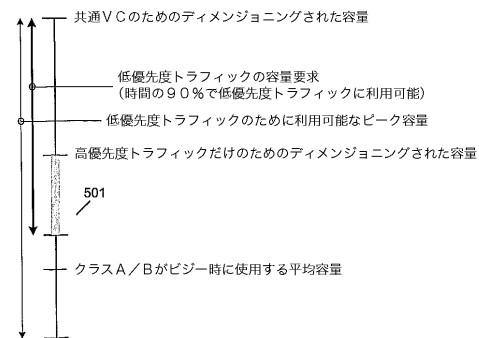 共通ＶＣのためのディメンジョニングされた容量
低優先度トラフィックの容量要求
（時間の９０％で低優先度トラフィックに利用可能）
低優先度トラフィックのために利用可能なピーク容量
高優先度トラフィックだけのためのディメンジョニングされた容量
501
クラスＡ／Ｂがビジー時に使用する平均容量